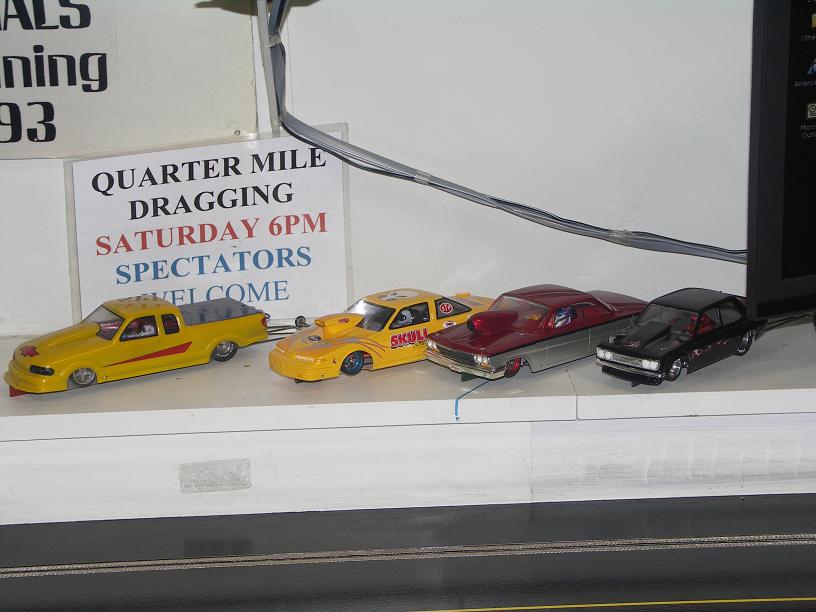 ALS
ning
93
QUARTER MILE
DRAGGING
SATURDAY 6PM
SPECTATORS
WELCOME
SKULL